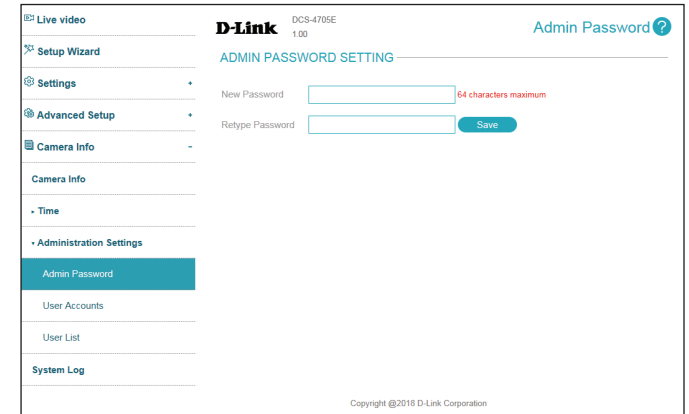 Live video
Setup Wizard
Settings +
Advanced Setup +
Camera Info -
Camera Info
Time
Administration Settings
Admin Password
User Accounts
User List
System Log
D-Link DCS-4705E
1.00
Admin Password ?
ADMIN PASSWORD SETTING
New Password 64 characters maximum
Retype Password Save
Copyright @2018 D-Link Corporation